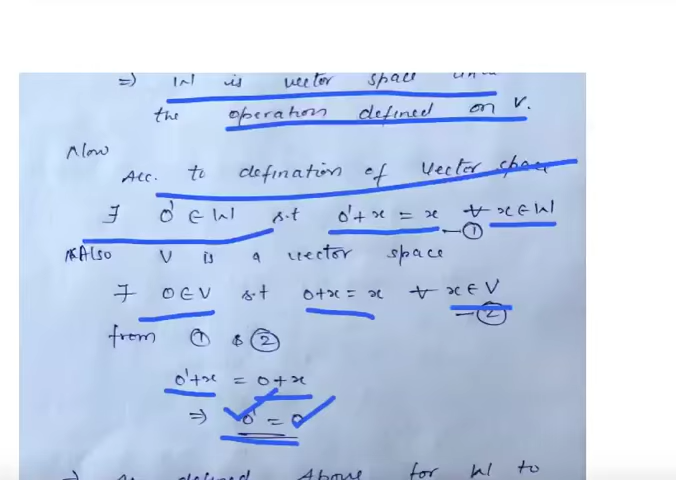 =) W is vector space under
the operation defined on V.
Now
Acc. to defination of vector space
∃ 0' ∈ W s.t 0'+x = x ∀ x ∈ W —①
Also V is a vector space
∃ 0 ∈ V s.t 0+x = x ∀ x ∈ V —②
from ① & ②
0'+x = 0+x
=) 0' = 0
defined Above for W to